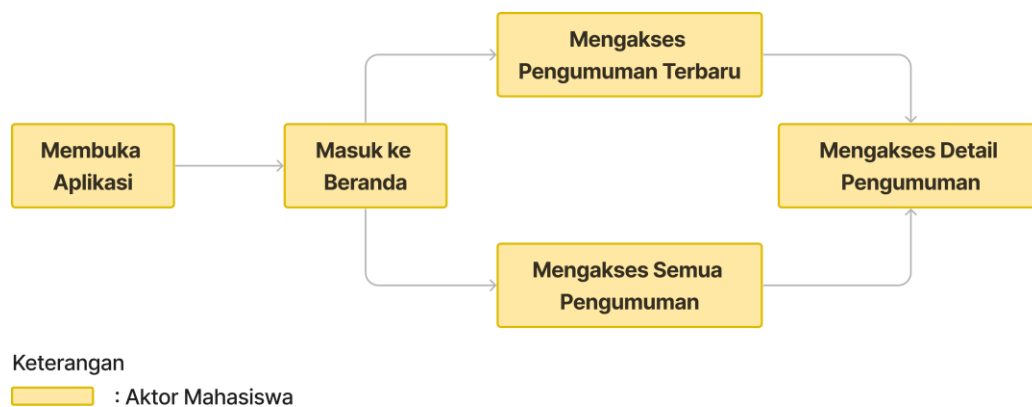 Mengakses
Pengumuman Terbaru
Membuka
Aplikasi
Masuk ke
Beranda
Mengakses Detail
Pengumuman
Mengakses Semua
Pengumuman
Keterangan
: Aktor Mahasiswa